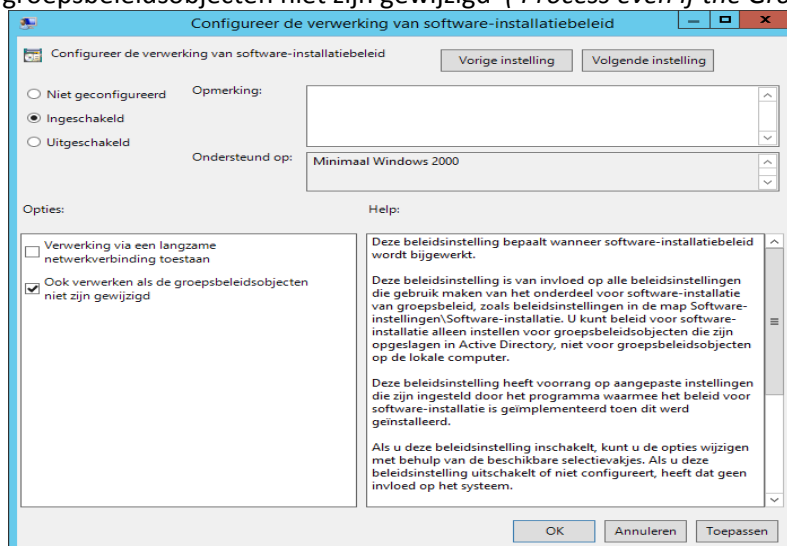 groepsbeleidsobjecten niet zijn gewijzigd" ("Process even if the Gro
Configureer de verwerking van software-installatiebeleid
Configureer de verwerking van software-installatiebeleid
Vorige instelling
Volgende instelling
Niet geconfigureerd
Opmerking:
Ingeschakeld
Uitgeschakeld
Ondersteund op:
Minimaal Windows 2000
Opties:
Help:
Verwerking via een langzame
netwerkverbinding toestaan
Ook verwerken als de groepsbeleidsobjecten
niet zijn gewijzigd
Deze beleidsinstelling bepaalt wanneer software-installatiebeleid
wordt bijgewerkt.
Deze beleidsinstelling is van invloed op alle beleidsinstellingen
die gebruik maken van het onderdeel voor software-installatie
van groepsbeleid, zoals beleidsinstellingen in de map Software-
instellingen\Software-installatie. U kunt beleid voor software-
installatie alleen instellen voor groepsbeleidsobjecten die zijn
opgeslagen in Active Directory, niet voor groepsbeleidsobjecten
op de lokale computer.
Deze beleidsinstelling heeft voorrang op aangepaste instellingen
die zijn ingesteld door het programma waarmee het beleid voor
software-installatie is geïmplementeerd toen dit werd
geïnstalleerd.
Als u deze beleidsinstelling inschakelt, kunt u de opties wijzigen
met behulp van de beschikbare selectievakjes. Als u deze
beleidsinstelling uitschakelt of niet configureert, heeft dat geen
invloed op het systeem.
OK
Annuleren
Toepassen